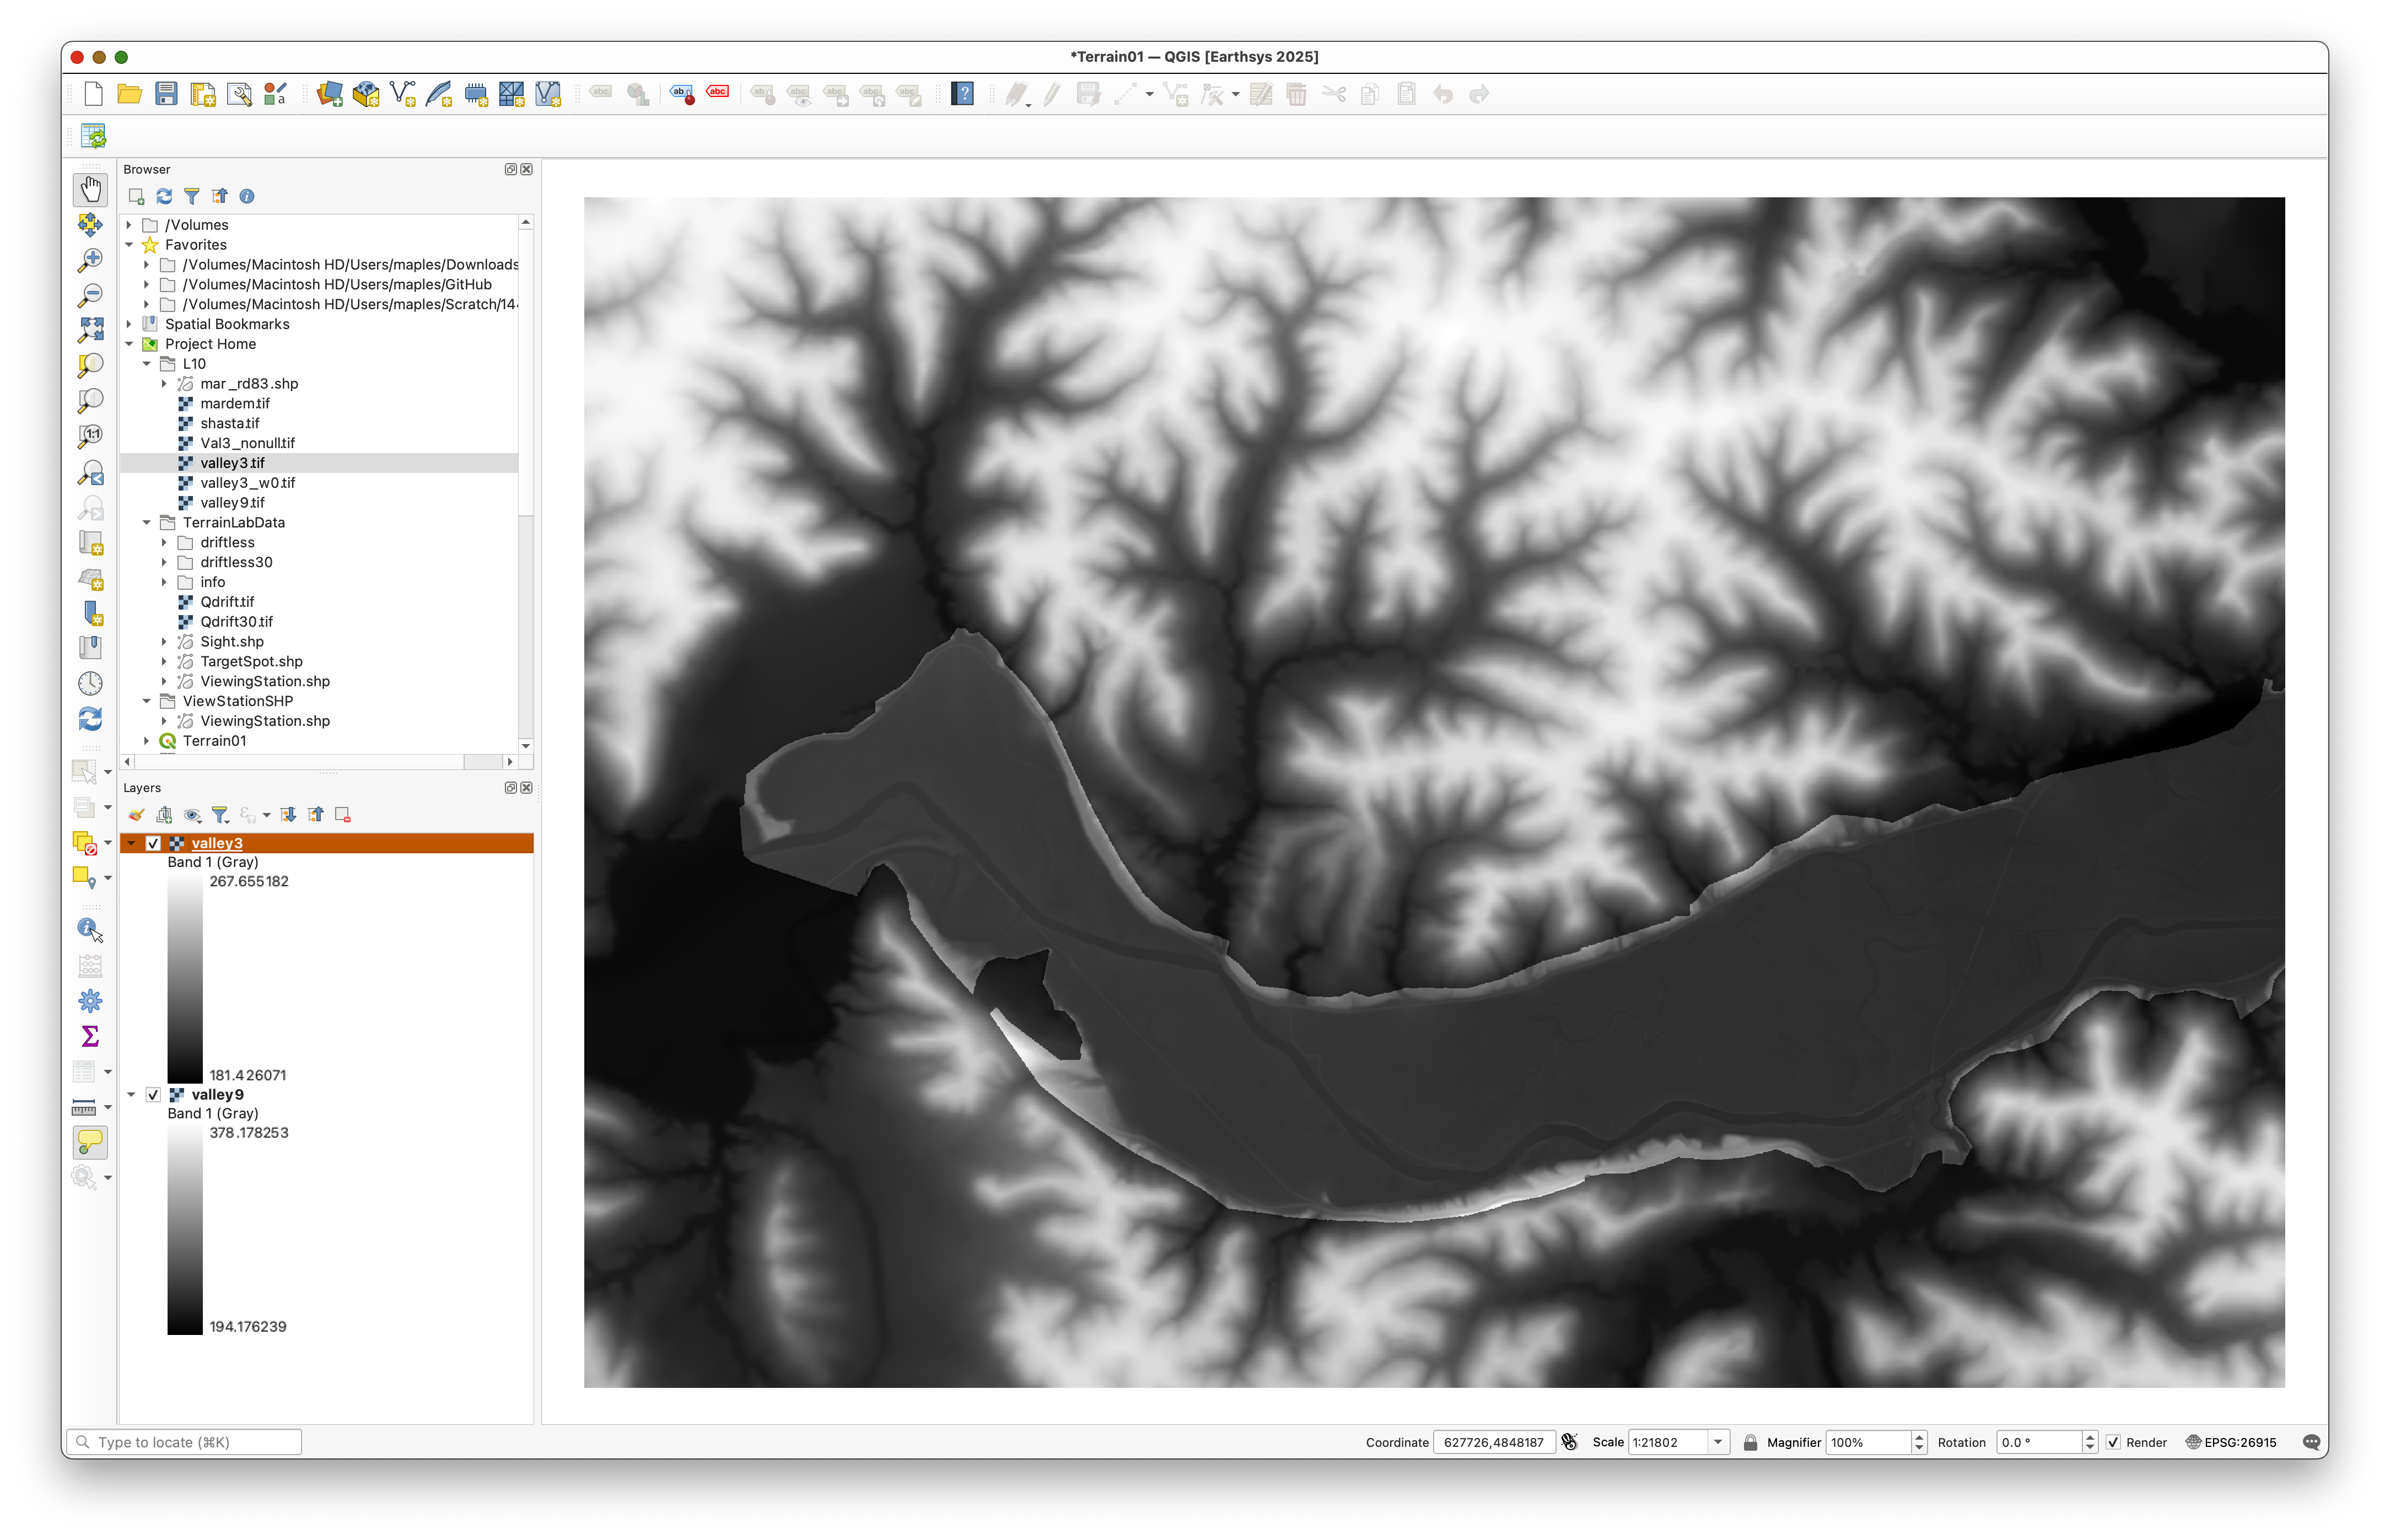 *Terrain01 — QGIS [Earthsys 2025]
Browser
/Volumes
Favorites
/Volumes/Macintosh HD/Users/maples/Downloads
/Volumes/Macintosh HD/Users/maples/GitHub
/Volumes/Macintosh HD/Users/maples/Scratch/14
Spatial Bookmarks
Project Home
L10
mar_rd83.shp
mardem.tif
shasta.tif
Val3_nonull.tif
valley3.tif
valley3_w0.tif
valley9.tif
TerrainLabData
driftless
driftless30
info
Qdrift.tif
Qdrift30.tif
Sight.shp
TargetSpot.shp
ViewingStation.shp
ViewStationSHP
ViewingStation.shp
Terrain01
Layers
valley3
Band 1 (Gray)
267.655182
181.426071
valley9
Band 1 (Gray)
378.178253
194.176239
Type to locate (⌘K)
Coordinate 627726,4848187 Scale 1:21802 Magnifier 100% Rotation 0.0 ° Render EPSG:26915